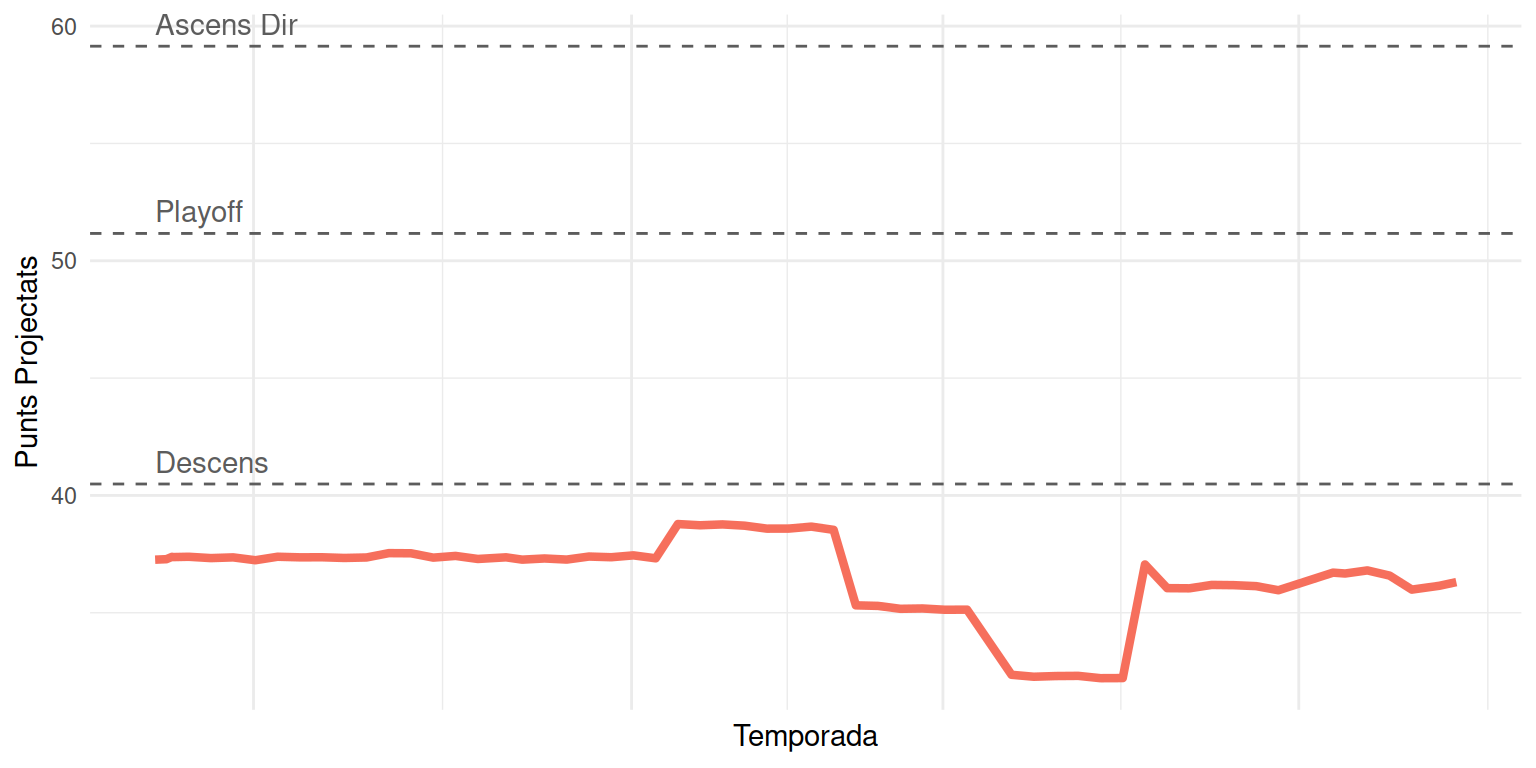 60
Ascens Dir
Playoff
50
Punts Projectats
Descens
40
Temporada